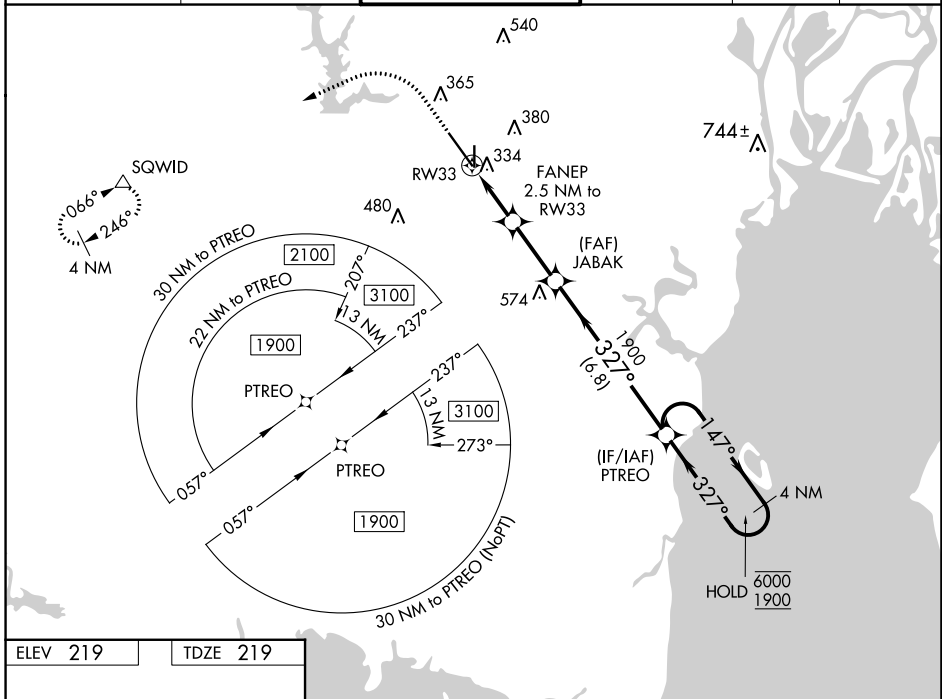 540
365
380
744±
334
RW33
FANEP
2.5 NM to
RW33
SQWID
066°
246°
4 NM
480
(FAF)
JABAK
574
30 NM to PTREO
2100
207°
3100
22 NM to PTREO
13 NM
237°
1900
PTREO
057°
237°
13 NM
3100
273°
PTREO
057°
1900
30 NM to PTREO (NoPT)
1900
327°
(6.8)
147°
(IF/IAF)
PTREO
327°
4 NM
HOLD
6000
1900
ELEV 219
TDZE 219